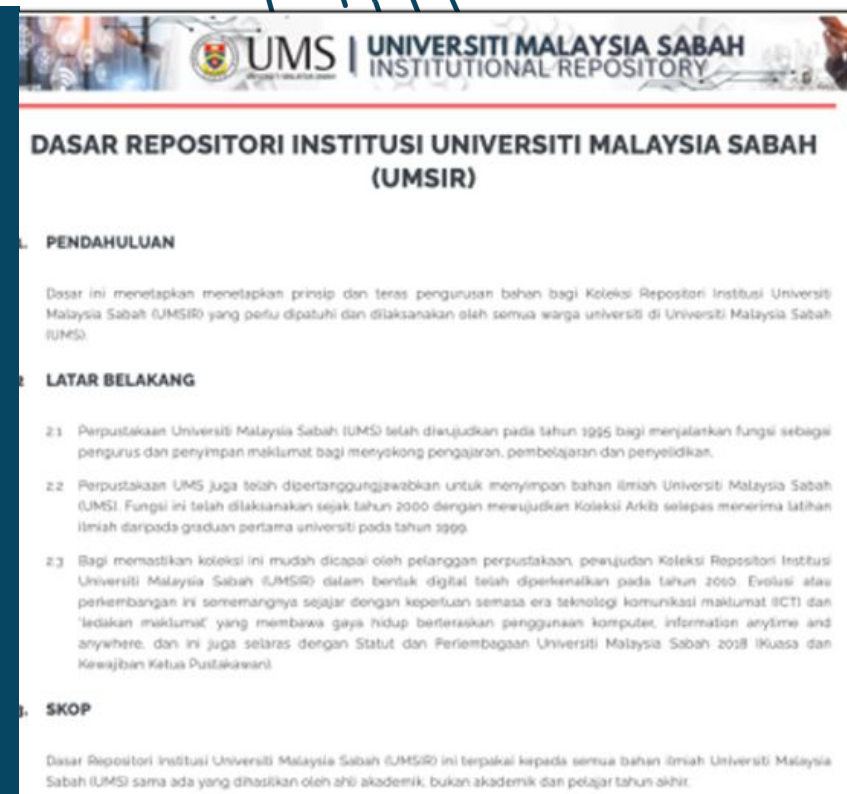 UMS | UNIVERSITI MALAYSIA SABAH
INSTITUTIONAL REPOSITORY
DASAR REPOSITORI INSTITUSI UNIVERSITI MALAYSIA SABAH
(UMSIR)
1. PENDAHULUAN
Dasar ini menetapkan menetapkan prinsip dan teras pengurusan bahan bagi Koleksi Repositori Institusi Universiti
Malaysia Sabah (UMSIR) yang perlu dipatuhi dan dilaksanakan oleh semua warga universiti di Universiti Malaysia Sabah
(UMS).
2 LATAR BELAKANG
2.1 Perpustakaan Universiti Malaysia Sabah (UMS) telah diwujudkan pada tahun 1995 bagi menjalankan fungsi sebagai
pengurus dan penyimpan maklumat bagi menyokong pengajaran, pembelajaran dan penyelidikan.
2.2 Perpustakaan UMS juga telah dipertanggungjawabkan untuk menyimpan bahan ilmiah Universiti Malaysia Sabah
(UMS). Fungsi ini telah dilaksanakan sejak tahun 2000 dengan mewujudkan Koleksi Arkib selepas menerima latihan
ilmiah daripada graduan pertama universiti pada tahun 1999.
2.3 Bagi memastikan koleksi ini mudah dicapai oleh pelanggan perpustakaan, pewujudan Koleksi Repositori Institusi
Universiti Malaysia Sabah (UMSIR) dalam bentuk digital telah diperkenalkan pada tahun 2010. Evolusi atau
perkembangan ini sememangnya sejajar dengan keperluan semasa era teknologi komunikasi maklumat (ICT) dan
'ledakan maklumat' yang membawa gaya hidup berteraskan penggunaan komputer, information anytime and
anywhere, dan ini juga selaras dengan Statut dan Perlembagaan Universiti Malaysia Sabah 2018 (Kuasa dan
Kewajiban Ketua Pustakawan).
3. SKOP
Dasar Repositori Institusi Universiti Malaysia Sabah (UMSIR) ini terpakai kepada semua bahan ilmiah Universiti Malaysia
Sabah (UMS) sama ada yang dihasilkan oleh ahli akademik, bukan akademik dan pelajar tahun akhir.